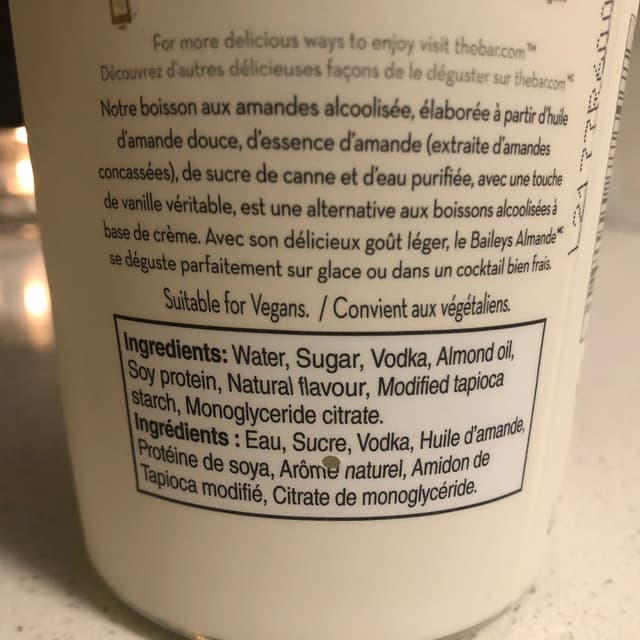 For more delicious ways to enjoy visit thebar.com™
Découvrez d'autres délicieuses façons de le déguster sur thebar.comᴹᶜ
Notre boisson aux amandes alcoolisée, élaborée à partir d'huile
d'amande douce, d'essence d'amande (extraite d'amandes
concassées), de sucre de canne et d'eau purifiée, avec une touche
de vanille véritable, est une alternative aux boissons alcoolisées à
base de crème. Avec son délicieux goût léger, le Baileys Almandeᴹᶜ
se déguste parfaitement sur glace ou dans un cocktail bien frais.
Suitable for Vegans. / Convient aux végétaliens.
Ingredients: Water, Sugar, Vodka, Almond oil,
Soy protein, Natural flavour, Modified tapioca
starch, Monoglyceride citrate.
Ingrédients : Eau, Sucre, Vodka, Huile d'amande,
Protéine de soya, Arôme naturel, Amidon de
Tapioca modifié, Citrate de monoglycéride.